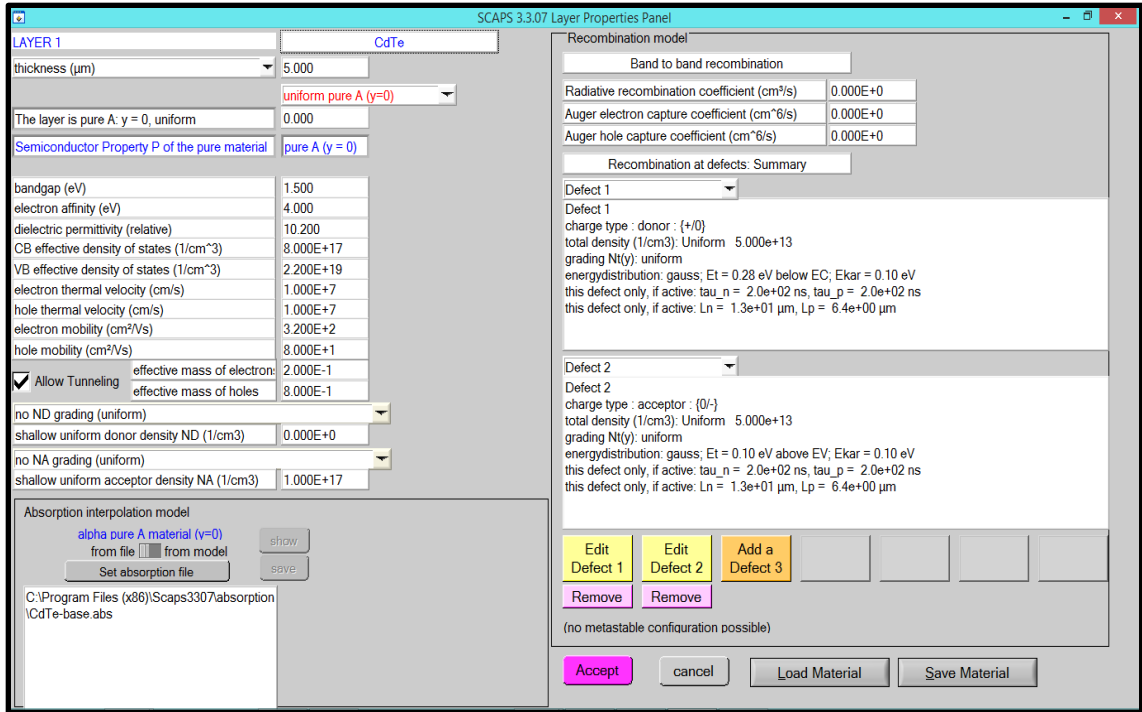 SCAPS 3.3.07 Layer Properties Panel
LAYER 1 CdTe
thickness (µm) 5.000
uniform pure A (y=0)
The layer is pure A: y = 0, uniform 0.000
Semiconductor Property P of the pure material pure A (y = 0)
bandgap (eV) 1.500
electron affinity (eV) 4.000
dielectric permittivity (relative) 10.200
CB effective density of states (1/cm^3) 8.000E+17
VB effective density of states (1/cm^3) 2.200E+19
electron thermal velocity (cm/s) 1.000E+7
hole thermal velocity (cm/s) 1.000E+7
electron mobility (cm²/Vs) 3.200E+2
hole mobility (cm²/Vs) 8.000E+1
Allow Tunneling
effective mass of electrons 2.000E-1
effective mass of holes 8.000E-1
no ND grading (uniform)
shallow uniform donor density ND (1/cm3) 0.000E+0
no NA grading (uniform)
shallow uniform acceptor density NA (1/cm3) 1.000E+17
Absorption interpolation model
alpha pure A material (y=0)
from file from model
Set absorption file
show
save
C:\Program Files (x86)\Scaps3307\absorption
\CdTe-base.abs
Recombination model
Band to band recombination
Radiative recombination coefficient (cm³/s) 0.000E+0
Auger electron capture coefficient (cm^6/s) 0.000E+0
Auger hole capture coefficient (cm^6/s) 0.000E+0
Recombination at defects: Summary
Defect 1
Defect 1
charge type : donor : {+/0}
total density (1/cm3): Uniform 5.000e+13
grading Nt(y): uniform
energydistribution: gauss; Et = 0.28 eV below EC; Ekar = 0.10 eV
this defect only, if active: tau_n = 2.0e+02 ns, tau_p = 2.0e+02 ns
this defect only, if active: Ln = 1.3e+01 µm, Lp = 6.4e+00 µm
Defect 2
Defect 2
charge type : acceptor : {0/-}
total density (1/cm3): Uniform 5.000e+13
grading Nt(y): uniform
energydistribution: gauss; Et = 0.10 eV above EV; Ekar = 0.10 eV
this defect only, if active: tau_n = 2.0e+02 ns, tau_p = 2.0e+02 ns
this defect only, if active: Ln = 1.3e+01 µm, Lp = 6.4e+00 µm
Edit Edit Add a
Defect 1 Defect 2 Defect 3
Remove Remove
(no metastable configuration possible)
Accept cancel Load Material Save Material